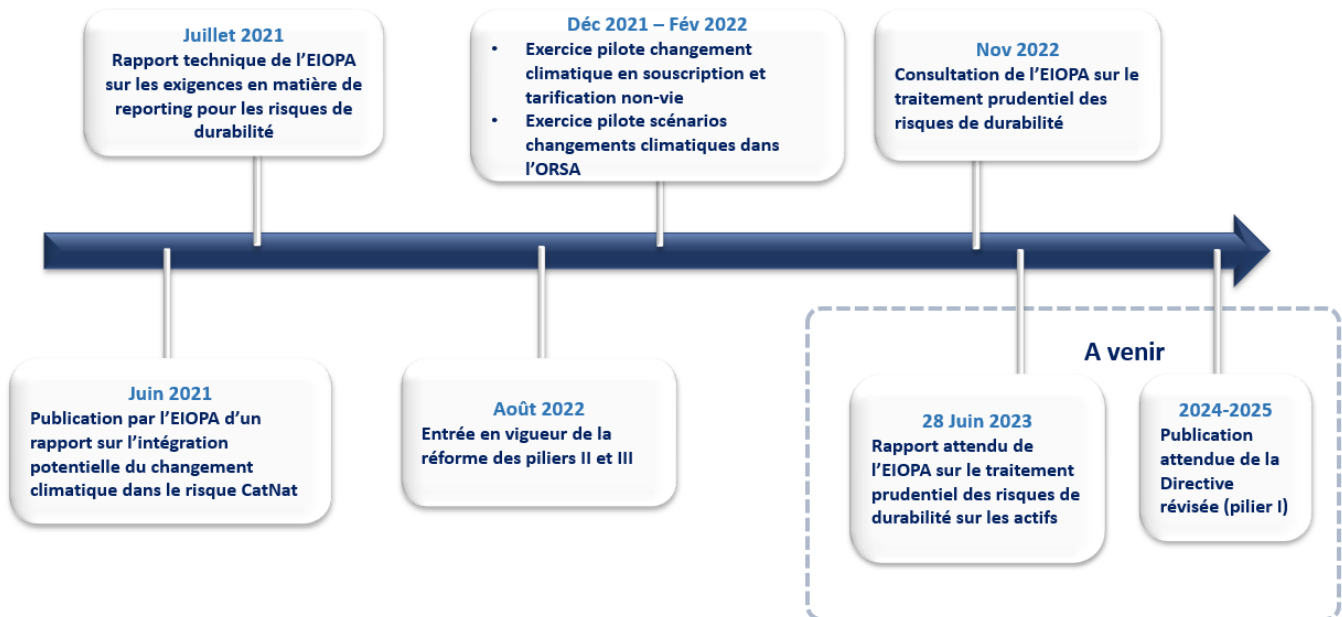 Juillet 2021
Rapport technique de l’EIOPA
sur les exigences en matière de
reporting pour les risques de
durabilité
Déc 2021 – Fév 2022
• Exercice pilote changement
climatique en souscription et
tarification non-vie
• Exercice pilote scénarios
changements climatiques dans
l’ORSA
Nov 2022
Consultation de l’EIOPA sur le
traitement prudentiel des
risques de durabilité
Juin 2021
Publication par l’EIOPA d’un
rapport sur l’intégration
potentielle du changement
climatique dans le risque CatNat
Août 2022
Entrée en vigueur de la
réforme des piliers II et III
A venir
28 Juin 2023
Rapport attendu de
l’EIOPA sur le traitement
prudentiel des risques de
durabilité sur les actifs
2024-2025
Publication
attendue de la
Directive
révisée (pilier I)